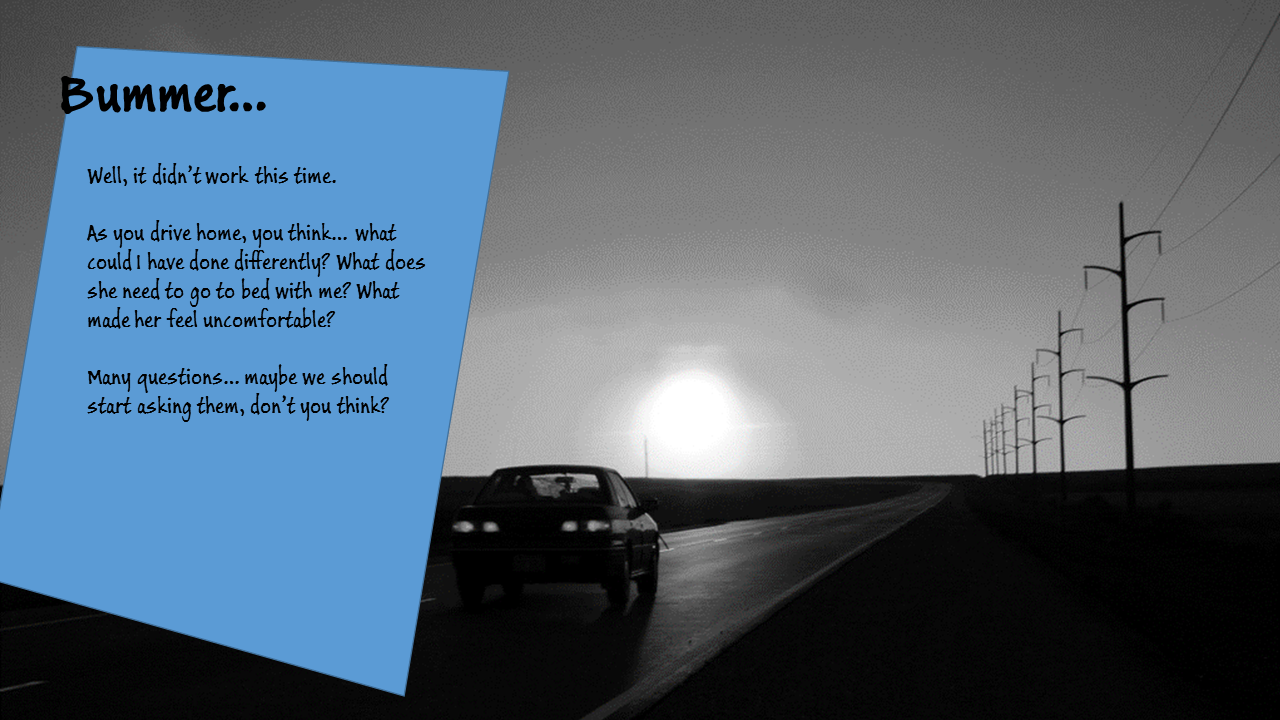 Bummer...
Well, it didn't work this time.
As you drive home, you think... what
could I have done differently? What does
she need to go to bed with me? What
made her feel uncomfortable?
Many questions... maybe we should
start asking them, don't you think?